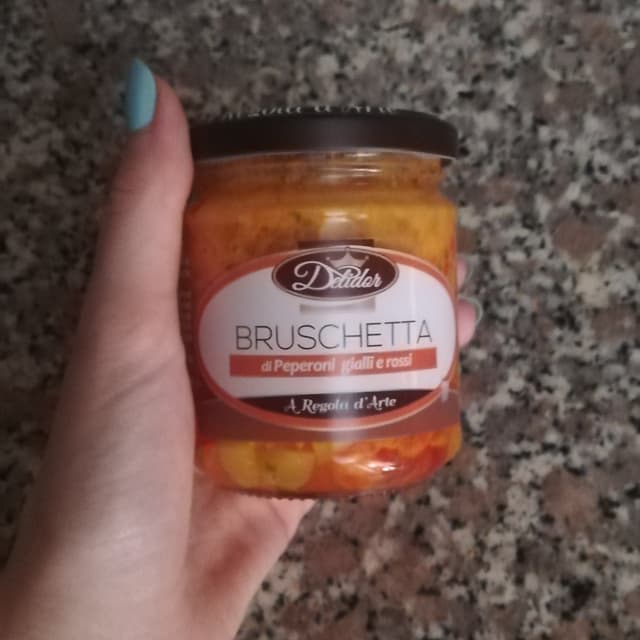 Delidor
BRUSCHETTA
di Peperoni gialli e rossi
A Regola d'Arte